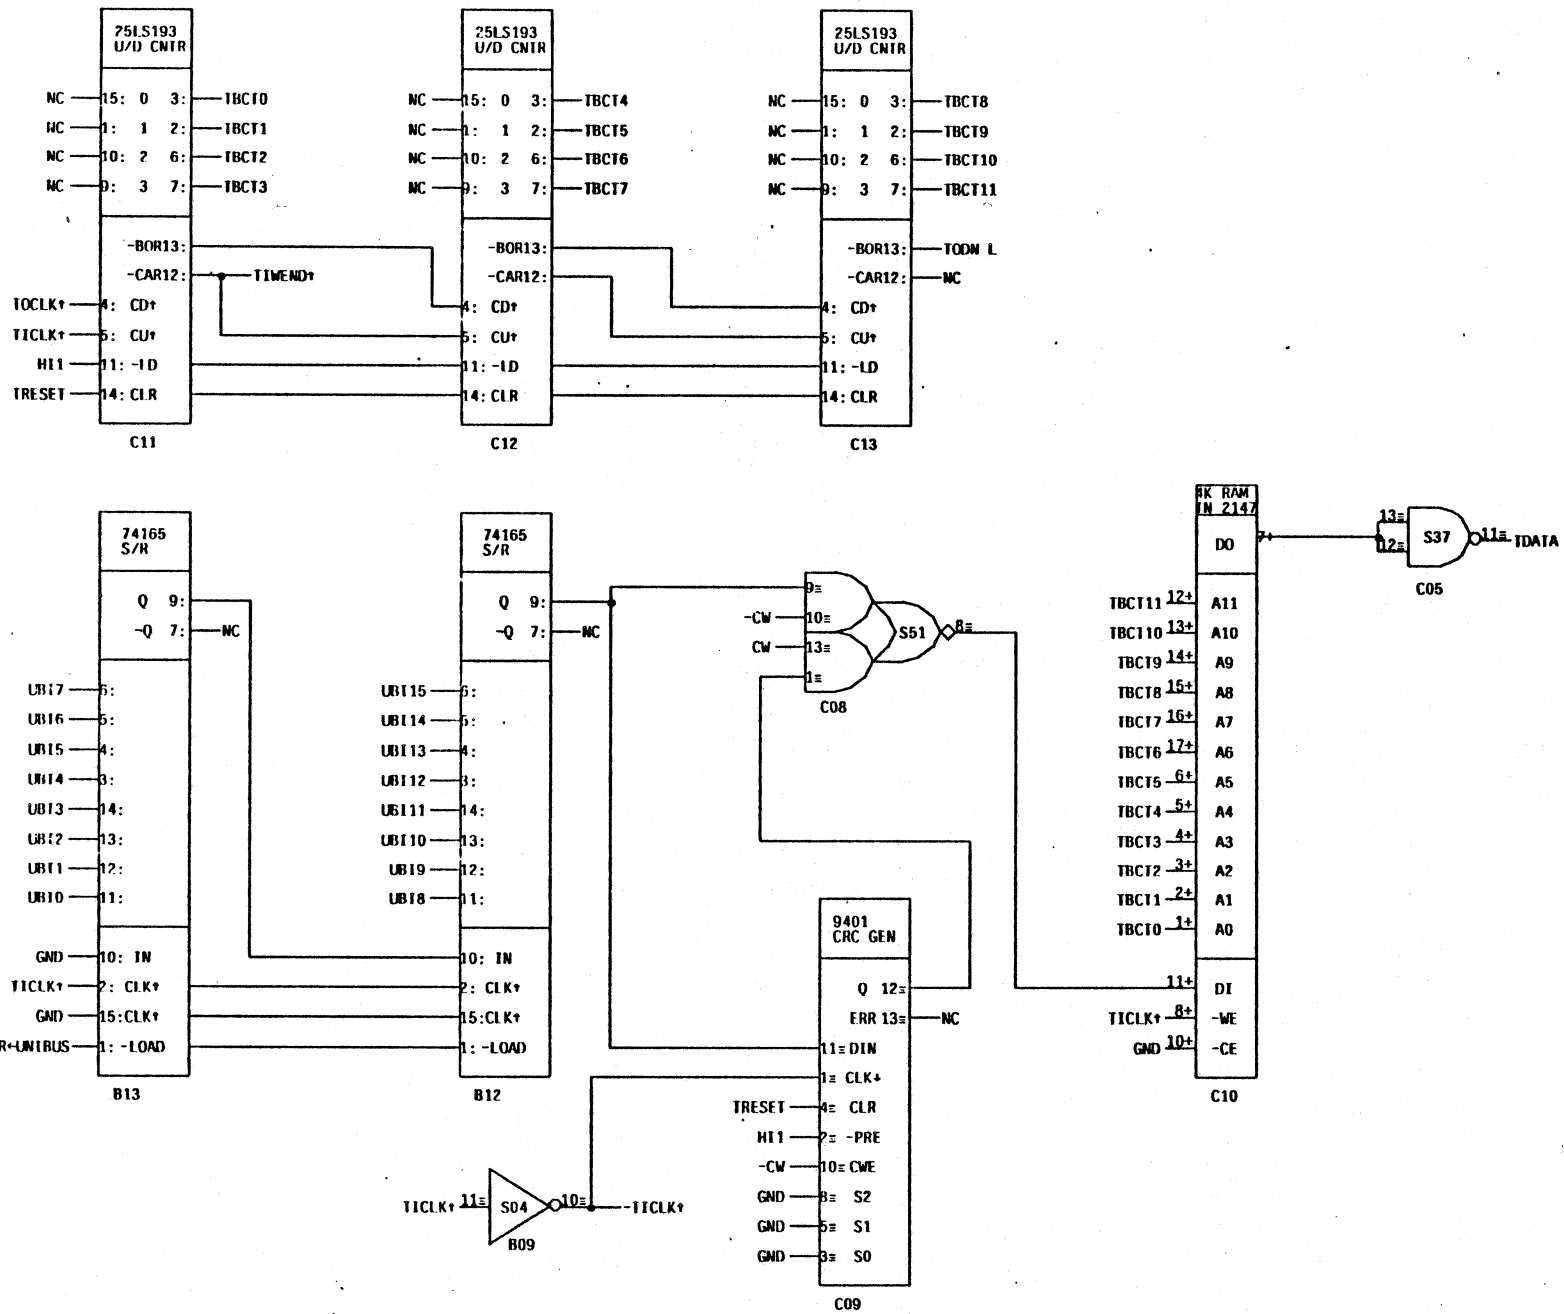 25LS193
U/D CNTR
NC 15: 0 3: TBCT0
NC 1: 1 2: TBCT1
NC 10: 2 6: TBCT2
NC 9: 3 7: TBCT3
-BOR13:
-CAR12: TIWEND↑
TOCLK↑ 4: CD↑
TICLK↑ 5: CU↑
HI1 11: -LD
TRESET 14: CLR
C11
25LS193
U/D CNTR
NC 15: 0 3: TBCT4
NC 1: 1 2: TBCT5
NC 10: 2 6: TBCT6
NC 9: 3 7: TBCT7
-BOR13:
-CAR12:
4: CD↑
5: CU↑
11: -LD
14: CLR
C12
25LS193
U/D CNTR
NC 15: 0 3: TBCT8
NC 1: 1 2: TBCT9
NC 10: 2 6: TBCT10
NC 9: 3 7: TBCT11
-BOR13: TODN L
-CAR12: NC
4: CD↑
5: CU↑
11: -LD
14: CLR
C13
74165
S/R
Q 9:
-Q 7: NC
UBI7 6:
UBI6 5:
UBI5 4:
UBI4 3:
UBI3 14:
UBI2 13:
UBI1 12:
UBI0 11:
GND 10: IN
TICLK↑ 2: CLK↑
GND 15:CLK↑
R←UNIBUS 1: -LOAD
B13
74165
S/R
Q 9:
-Q 7: NC
UBI15 6:
UBI14 5:
UBI13 4:
UBI12 3:
UBI11 14:
UBI10 13:
UBI9 12:
UBI8 11:
10: IN
2: CLK↑
15:CLK↑
1: -LOAD
B12
9≡
-CW 10≡
CW 13≡
1≡
S51 8≡
C08
9401
CRC GEN
Q 12≡
ERR 13≡ NC
11≡ DIN
1≡ CLK↓
TRESET 4≡ CLR
HI1 2≡ -PRE
-CW 10≡ CWE
GND 8≡ S2
GND 5≡ S1
GND 3≡ S0
C09
TICLK↑ 11≡ S04 10≡ -TICLK↑
B09
4K RAM
IN 2147
DO 7+
TBCT11 12+ A11
TBCT10 13+ A10
TBCT9 14+ A9
TBCT8 15+ A8
TBCT7 16+ A7
TBCT6 17+ A6
TBCT5 6+ A5
TBCT4 5+ A4
TBCT3 4+ A3
TBCT2 3+ A2
TBCT1 2+ A1
TBCT0 1+ A0
11+ DI
TICLK↑ 8+ -WE
GND 10+ -CE
C10
13≡
12≡ S37 11≡ TDATA
C05